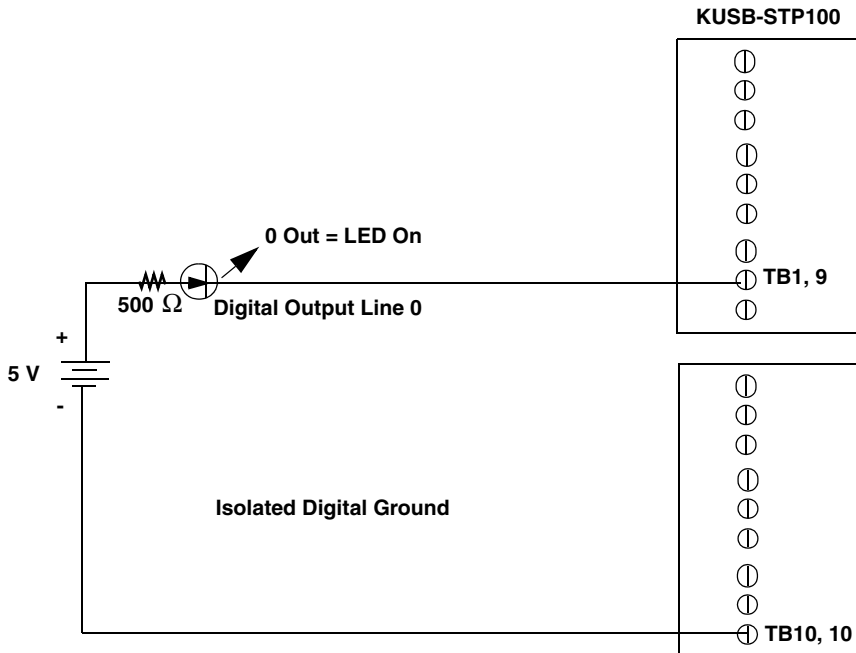 KUSB-STP100
0 Out = LED On
TB1, 9
500 Ω
Digital Output Line 0
+
5 V
-
Isolated Digital Ground
TB10, 10